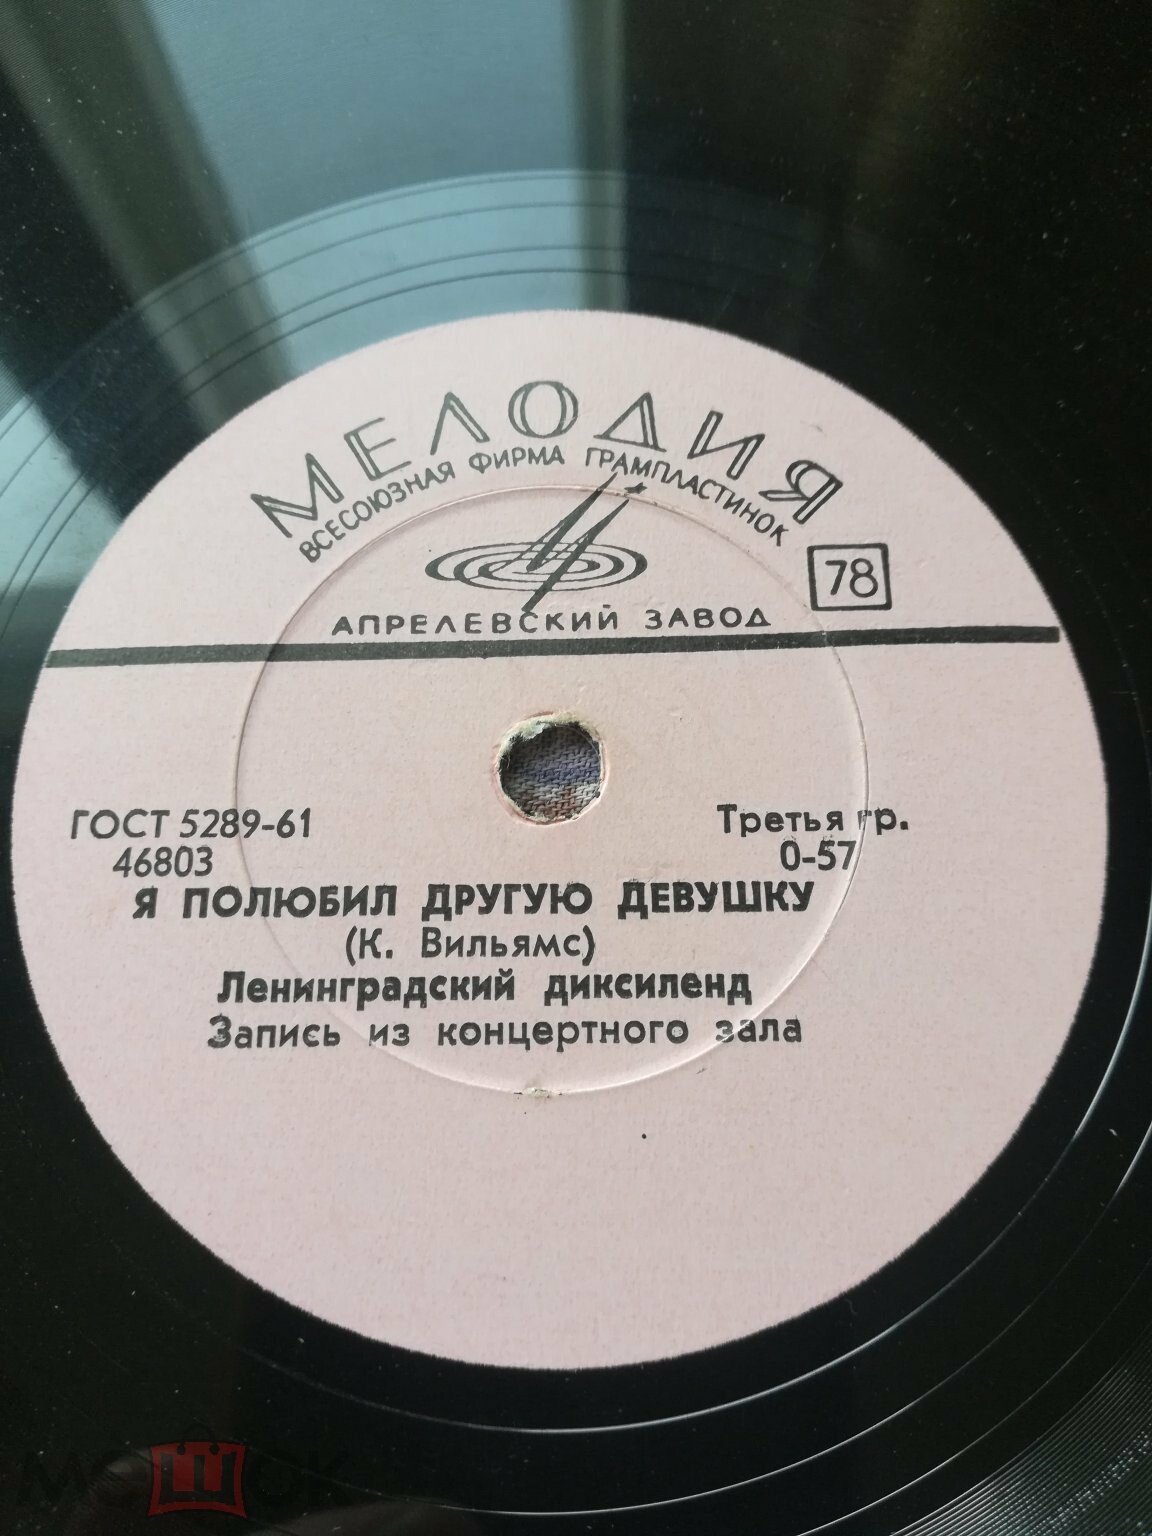 МЕЛОДИЯ
ВСЕСОЮЗНАЯ ФИРМА ГРАМПЛАСТИНОК
78
АПРЕЛЕВСКИЙ ЗАВОД
ГОСТ 5289-61
Третья гр.
46803
0-57
Я ПОЛЮБИЛ ДРУГУЮ ДЕВУШКУ
(К. Вильямс)
Ленинградский диксиленд
Запись из концертного зала
МЕШОК